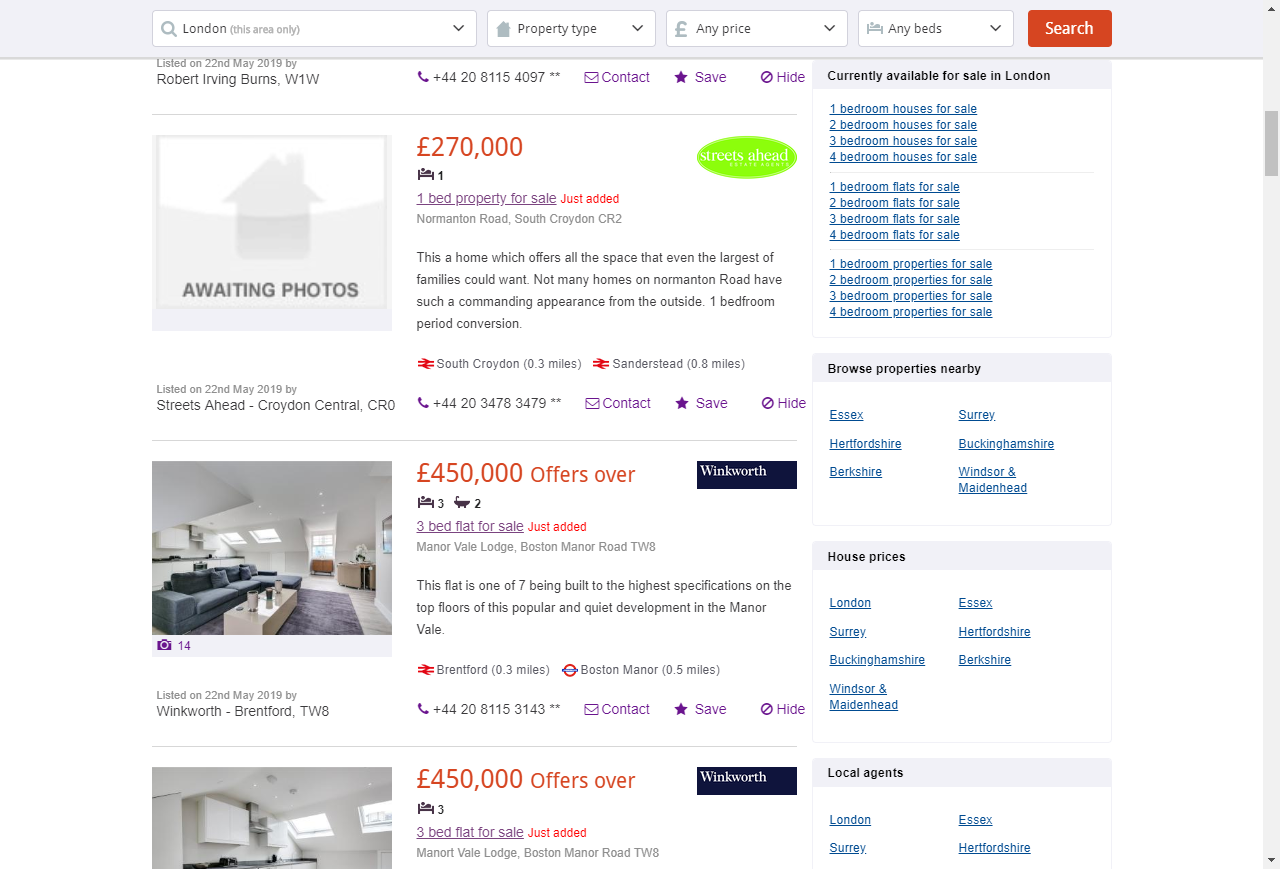 London (this area only)
Property type
Any price
Any beds
Search
Listed on 22nd May 2019 by
Robert Irving Burns, W1W
+44 20 8115 4097 **
Contact
Save
Hide
AWAITING PHOTOS
£270,000
streets ahead
ESTATE AGENTS
1
1 bed property for sale Just added
Normanton Road, South Croydon CR2
This a home which offers all the space that even the largest of
families could want. Not many homes on normanton Road have
such a commanding appearance from the outside. 1 bedfroom
period conversion.
South Croydon (0.3 miles) Sanderstead (0.8 miles)
Listed on 22nd May 2019 by
Streets Ahead - Croydon Central, CR0
+44 20 3478 3479 **
Contact
Save
Hide
14
£450,000 Offers over
Winkworth
3 2
3 bed flat for sale Just added
Manor Vale Lodge, Boston Manor Road TW8
This flat is one of 7 being built to the highest specifications on the
top floors of this popular and quiet development in the Manor
Vale.
Brentford (0.3 miles) Boston Manor (0.5 miles)
Listed on 22nd May 2019 by
Winkworth - Brentford, TW8
+44 20 8115 3143 **
Contact
Save
Hide
£450,000 Offers over
Winkworth
3
3 bed flat for sale Just added
Manort Vale Lodge, Boston Manor Road TW8
Currently available for sale in London
1 bedroom houses for sale
2 bedroom houses for sale
3 bedroom houses for sale
4 bedroom houses for sale
1 bedroom flats for sale
2 bedroom flats for sale
3 bedroom flats for sale
4 bedroom flats for sale
1 bedroom properties for sale
2 bedroom properties for sale
3 bedroom properties for sale
4 bedroom properties for sale
Browse properties nearby
Essex
Surrey
Hertfordshire
Buckinghamshire
Berkshire
Windsor &
Maidenhead
House prices
London
Essex
Surrey
Hertfordshire
Buckinghamshire
Berkshire
Windsor &
Maidenhead
Local agents
London
Essex
Surrey
Hertfordshire